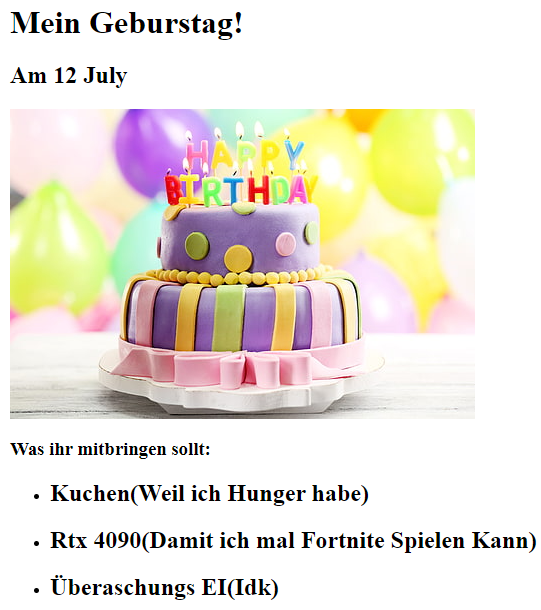 Mein Geburstag!
Am 12 July
HAPPY
BIRTHDAY
Was ihr mitbringen sollt:
Kuchen(Weil ich Hunger habe)
Rtx 4090(Damit ich mal Fortnite Spielen Kann)
Überaschungs EI(Idk)